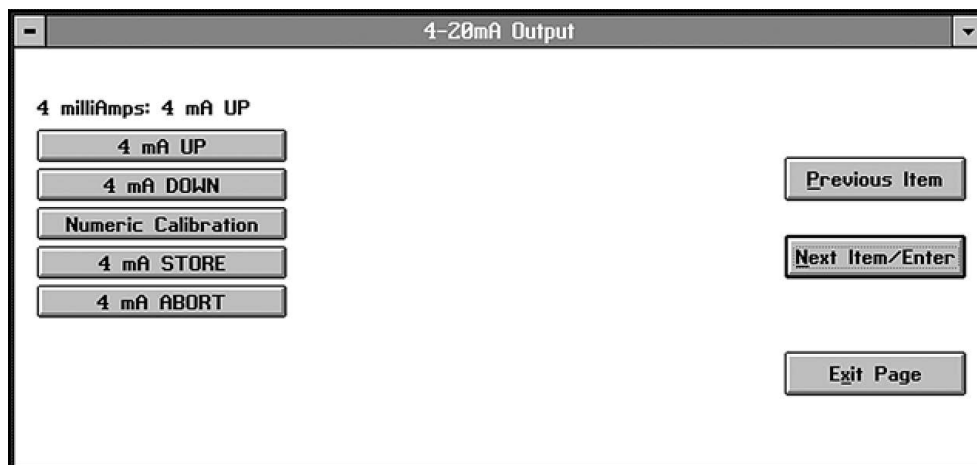 4-20mA Output
4 milliAmps: 4 mA UP
4 mA UP
4 mA DOWN
Numeric Calibration
4 mA STORE
4 mA ABORT
Previous Item
Next Item/Enter
Exit Page